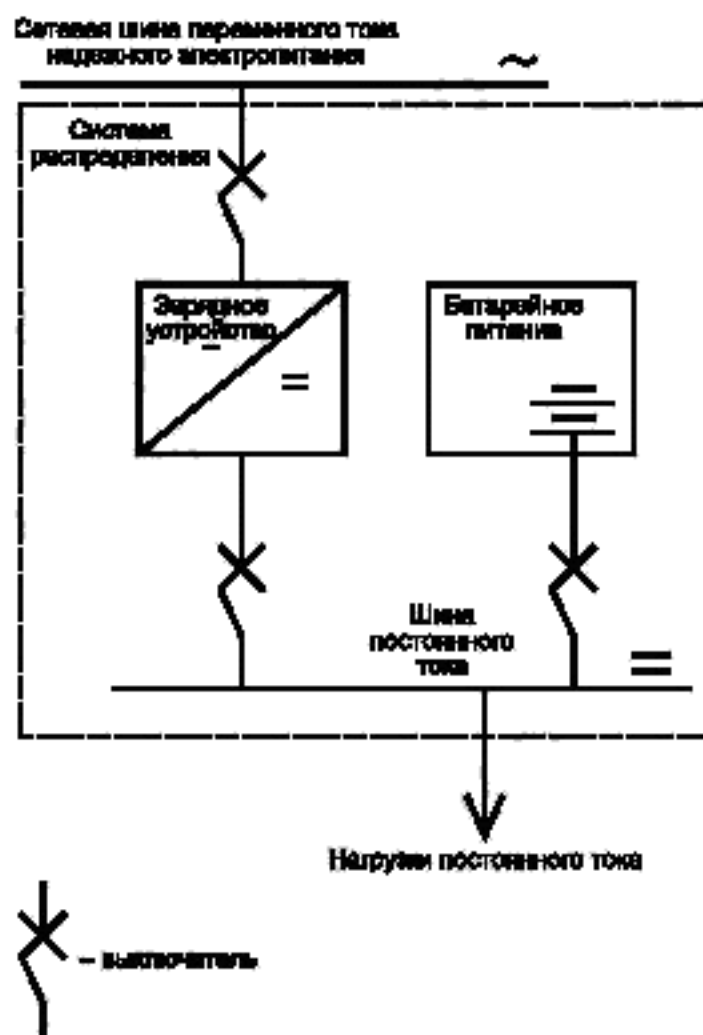 Сетевая шина переменного тока
надежного электропитания
~
Система
распределения
Зарядное
устройство
Батарейное
питание
Шина
постоянного
тока
Нагрузки постоянного тока
– выключатель